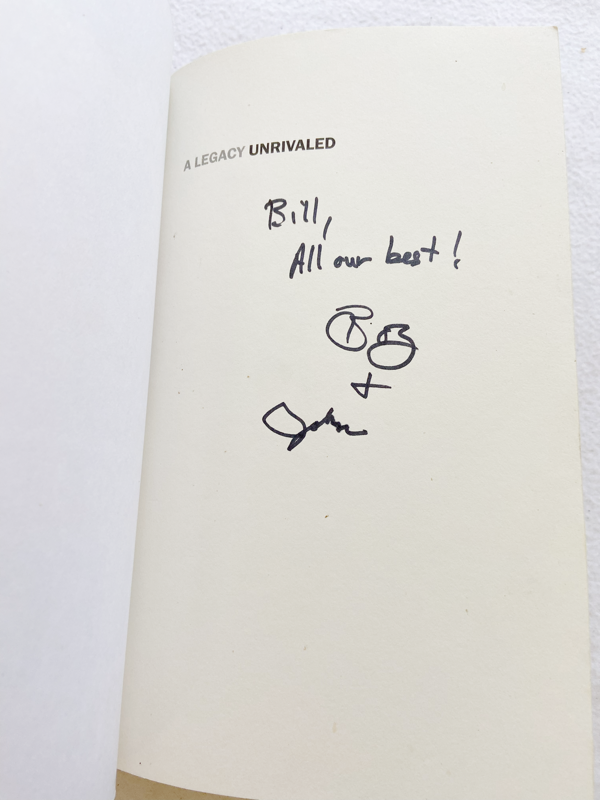 A LEGACY UNRIVALED
Bill,
All our best!
+
John